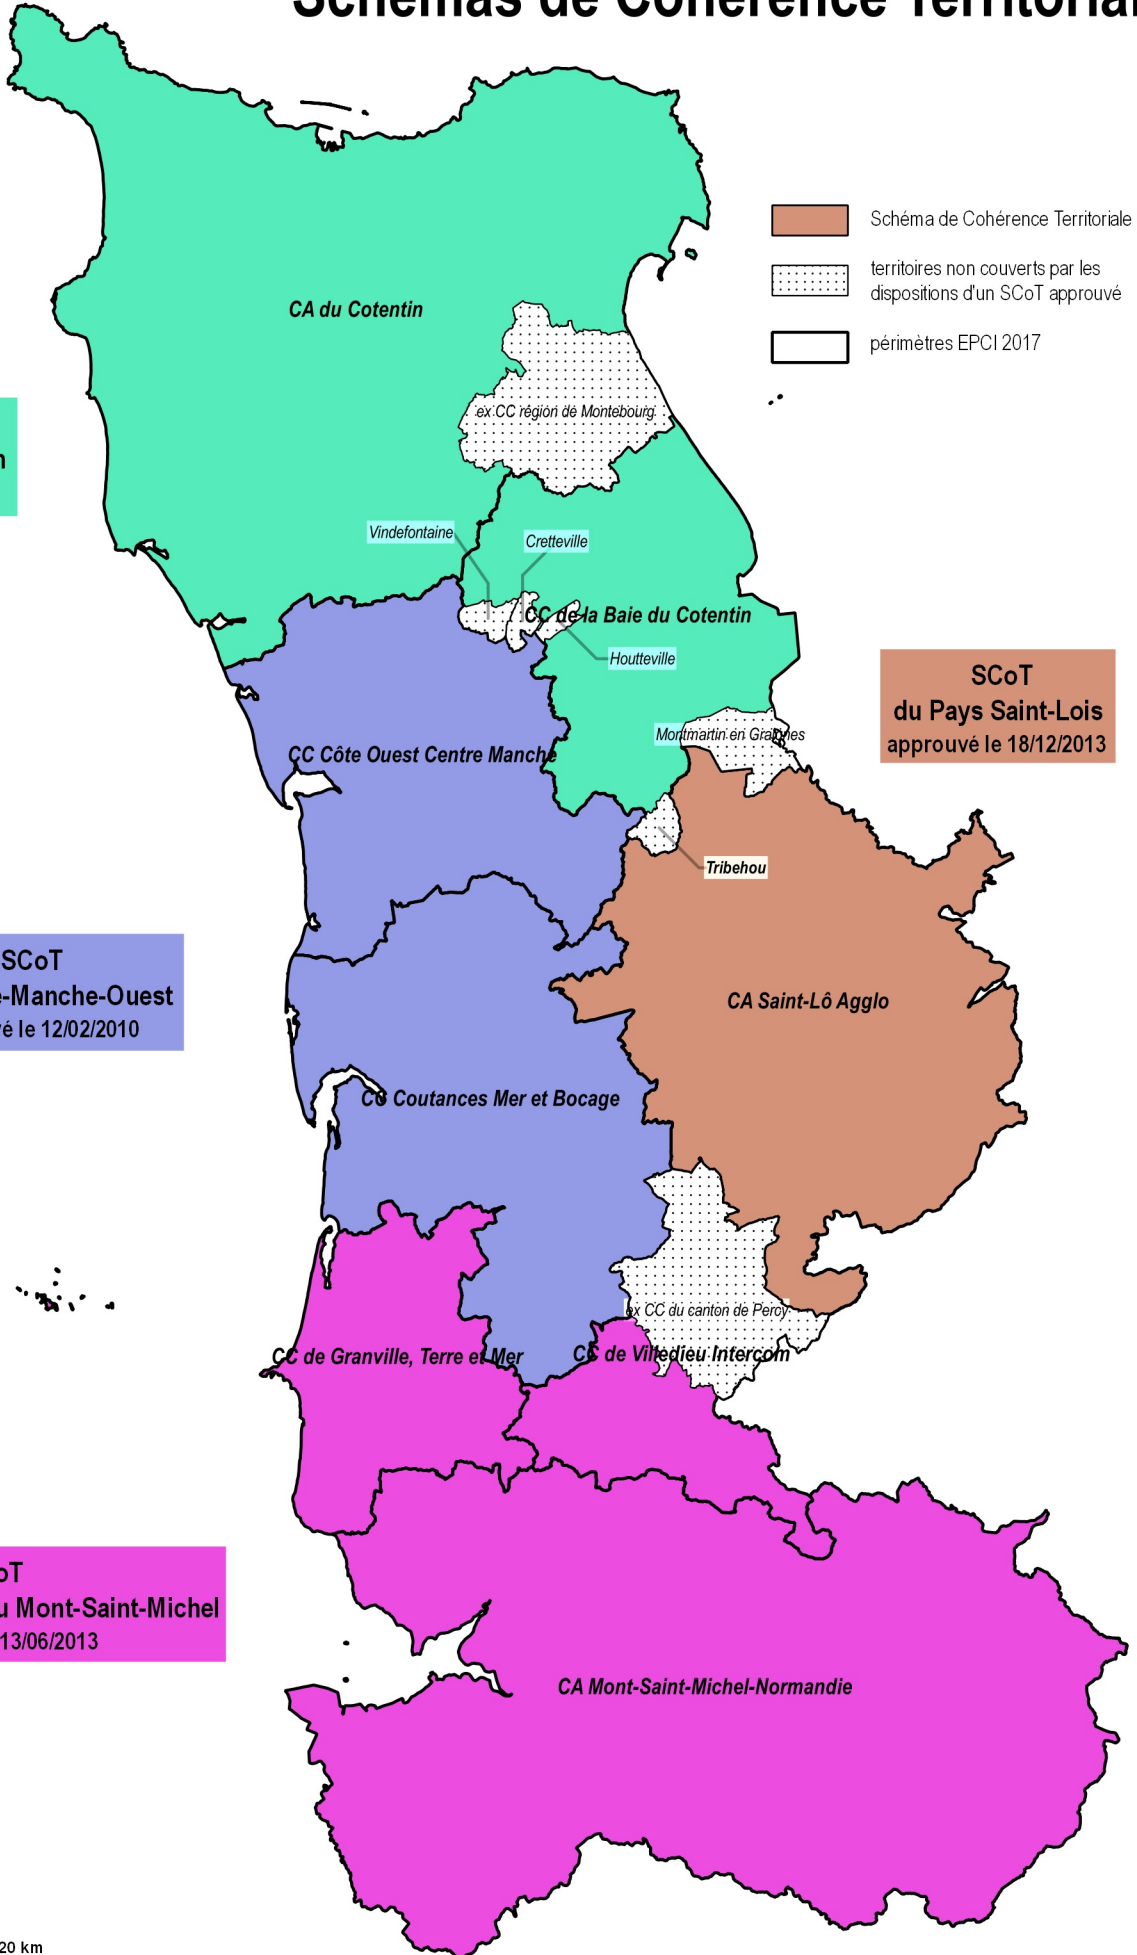 Schémas de Cohérence Territorial
Schéma de Cohérence Territoriale
territoires non couverts par les
dispositions d'un SCoT approuvé
périmètres EPCI 2017
CA du Cotentin
ex CC région de Montebourg
n
Vindefontaine
Cretteville
CC de la Baie du Cotentin
Houtteville
SCoT
du Pays Saint-Lois
approuvé le 18/12/2013
Montmartin en Graignes
CC Côte Ouest Centre Manche
Tribehou
SCoT
e-Manche-Ouest
vé le 12/02/2010
CA Saint-Lô Agglo
CC Coutances Mer et Bocage
ex CC du canton de Percy
CC de Granville, Terre et Mer
CC de Villedieu Intercom
oT
u Mont-Saint-Michel
13/06/2013
CA Mont-Saint-Michel-Normandie
20 km